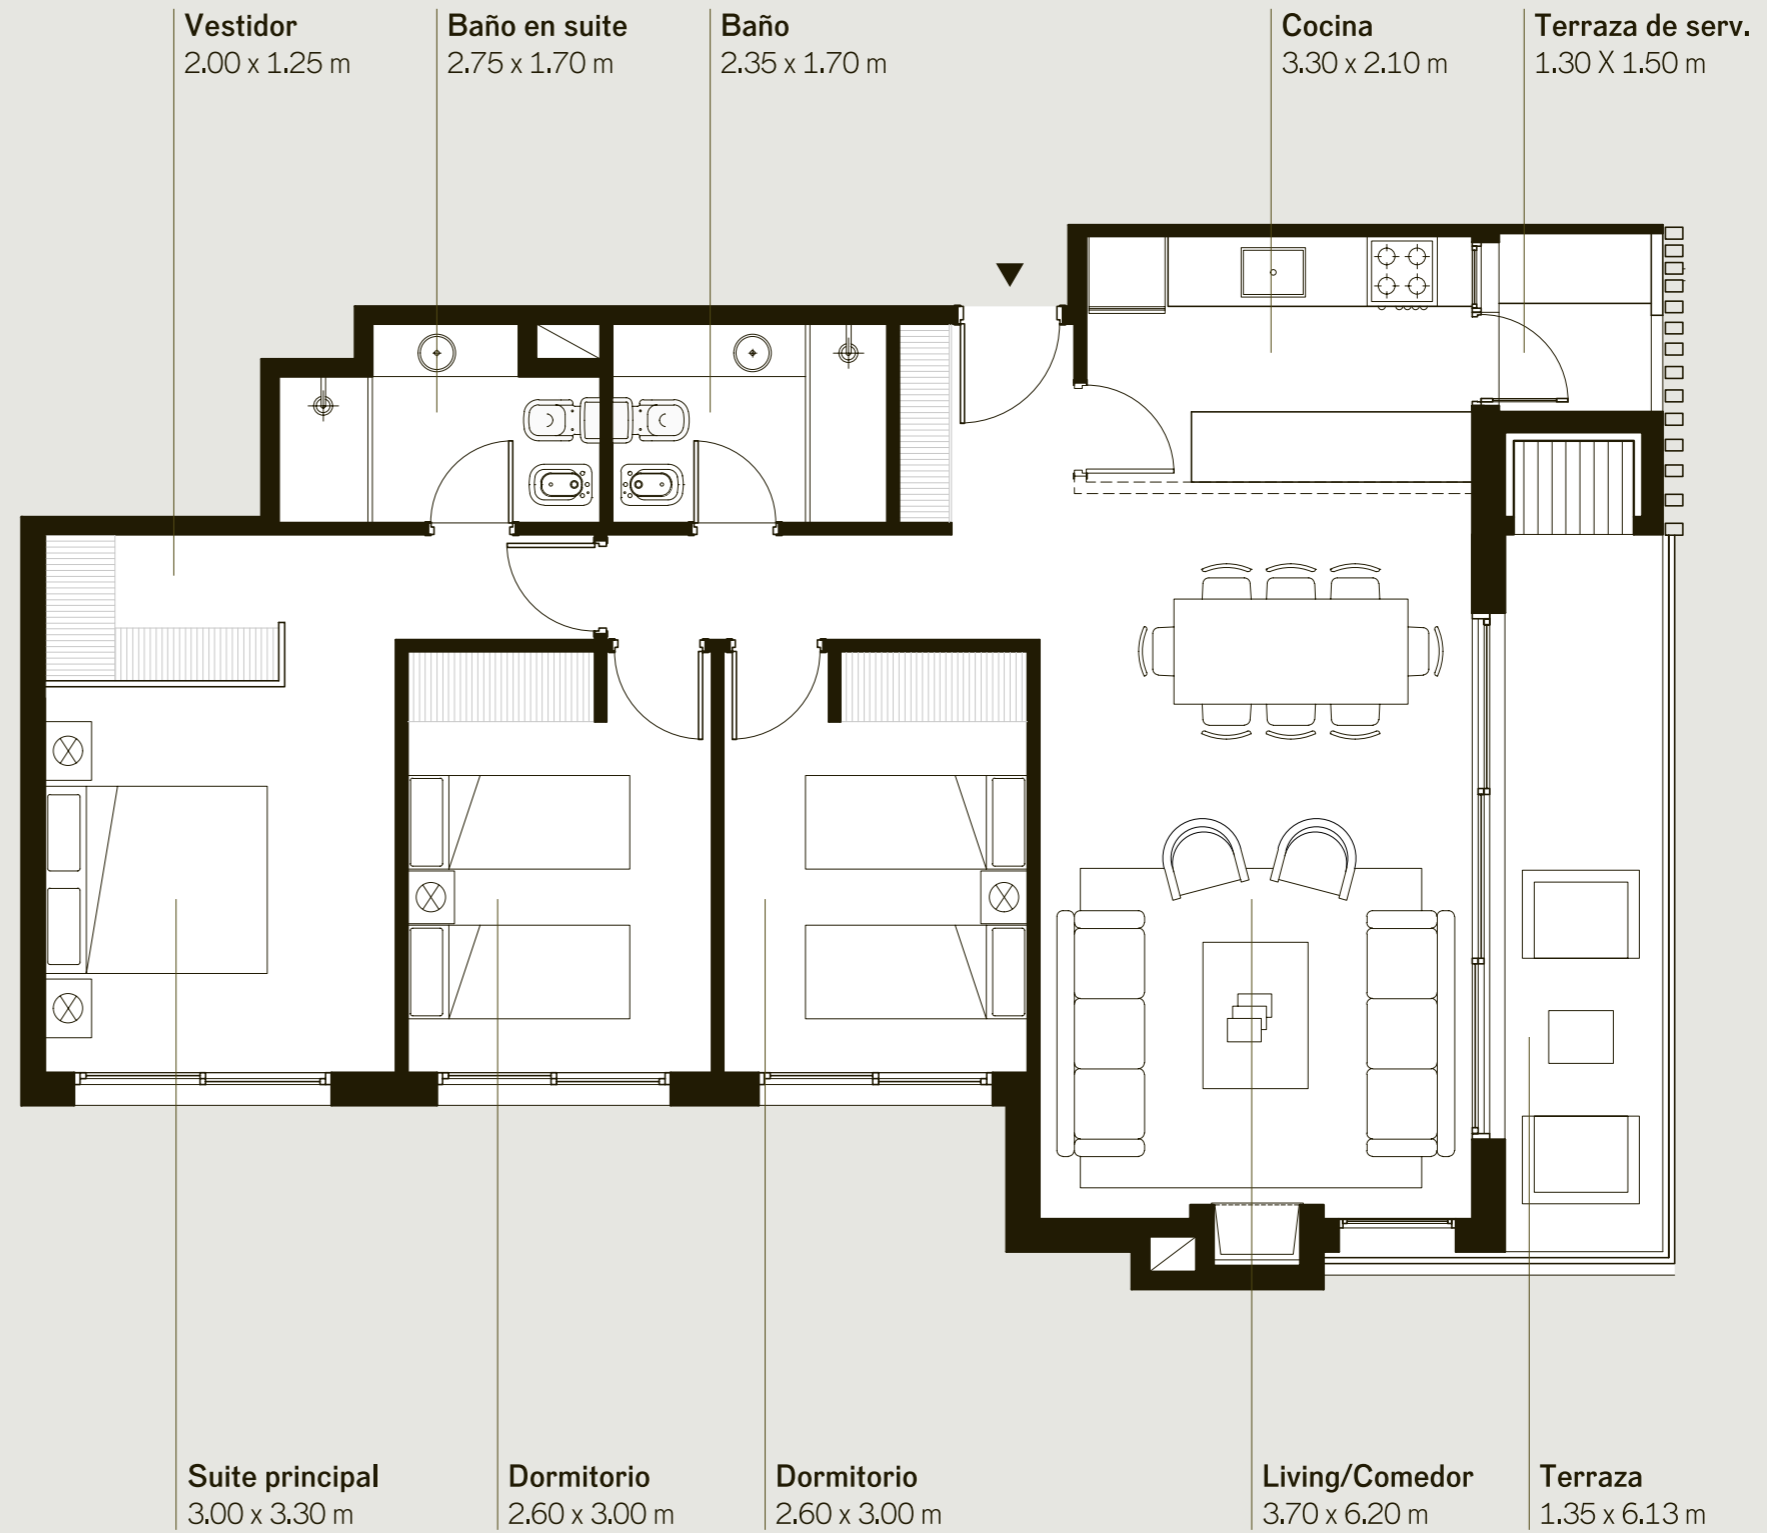 Vestidor
2.00 x 1.25 m
Baño en suite
2.75 x 1.70 m
Baño
2.35 x 1.70 m
Cocina
3.30 x 2.10 m
Terraza de serv.
1.30 X 1.50 m
Suite principal
3.00 x 3.30 m
Dormitorio
2.60 x 3.00 m
Dormitorio
2.60 x 3.00 m
Living/Comedor
3.70 x 6.20 m
Terraza
1.35 x 6.13 m